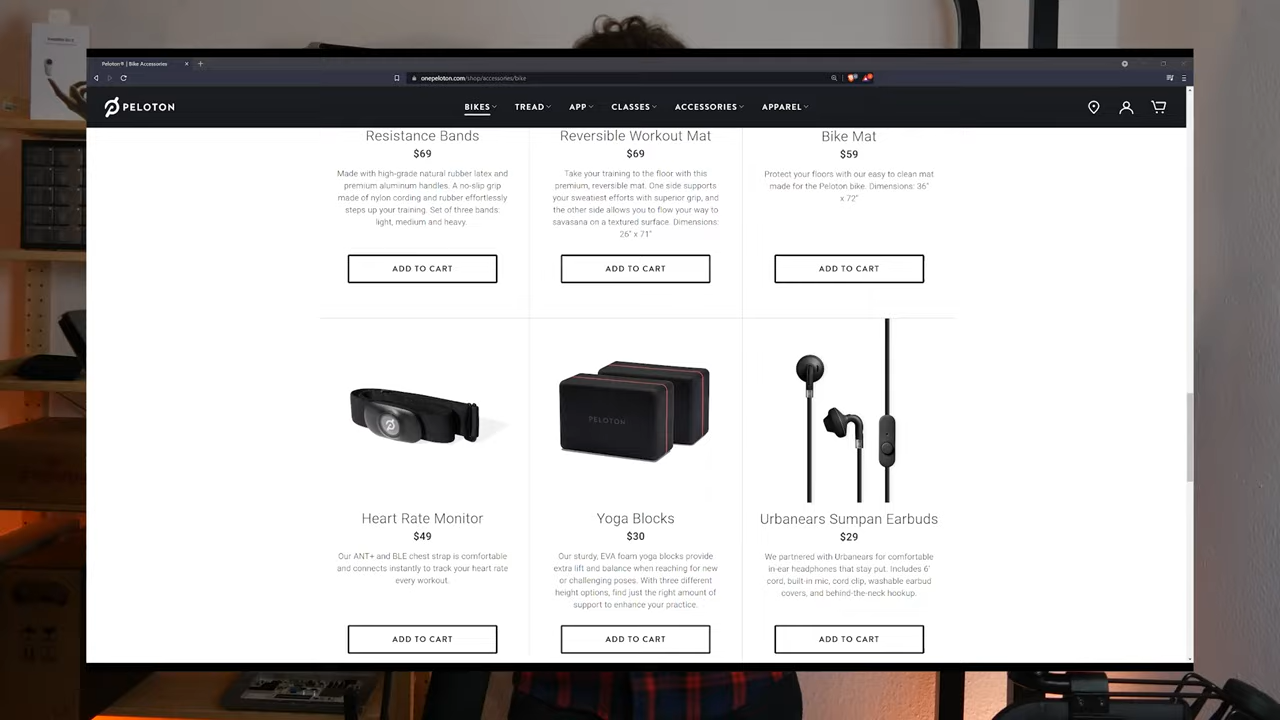 Peloton® | Bike Accessories
onepeloton.com/shop/accessories/bike
PELOTON
BIKES TREAD APP CLASSES ACCESSORIES APPAREL
Resistance Bands
$69
Made with high-grade natural rubber latex and
premium aluminum handles. A no-slip grip
made of nylon cording and rubber effortlessly
steps up your training. Set of three bands:
light, medium and heavy.
ADD TO CART
Reversible Workout Mat
$69
Take your training to the floor with this
premium, reversible mat. One side supports
your sweatiest efforts with superior grip, and
the other side allows you to flow your way to
savasana on a textured surface. Dimensions:
26" x 71"
ADD TO CART
Bike Mat
$59
Protect your floors with our easy to clean mat
made for the Peloton bike. Dimensions: 36"
x 72"
ADD TO CART
Heart Rate Monitor
$49
Our ANT+ and BLE chest strap is comfortable
and connects instantly to track your heart rate
every workout.
ADD TO CART
PELOTON
Yoga Blocks
$30
Our sturdy, EVA foam yoga blocks provide
extra lift and balance when reaching for new
or challenging poses. With three different
height options, find just the right amount of
support to enhance your practice.
ADD TO CART
Urbanears Sumpan Earbuds
$29
We partnered with Urbanears for comfortable
in-ear headphones that stay put. Includes 6'
cord, built-in mic, cord clip, washable earbud
covers, and behind-the-neck hookup.
ADD TO CART